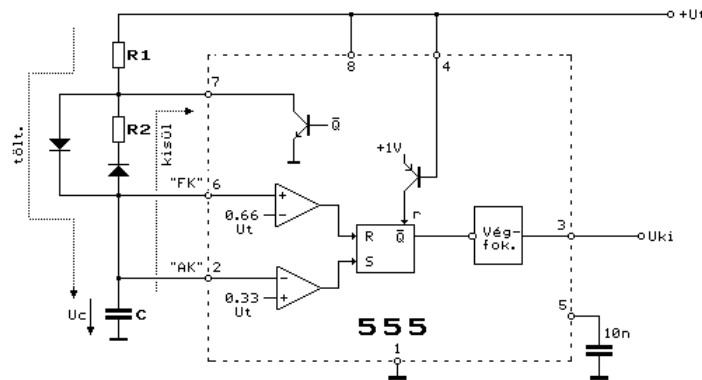 +Ut
R1
8
4
7
R2
Q̅
tölt.
kisül
+1V
"FK"
6
+
−
0.66
Ut
r
R
Q̅
S
Vég-
fok.
3
Uki
"AK"
2
−
+
0.33
Ut
5
Uc
C
555
10n
1